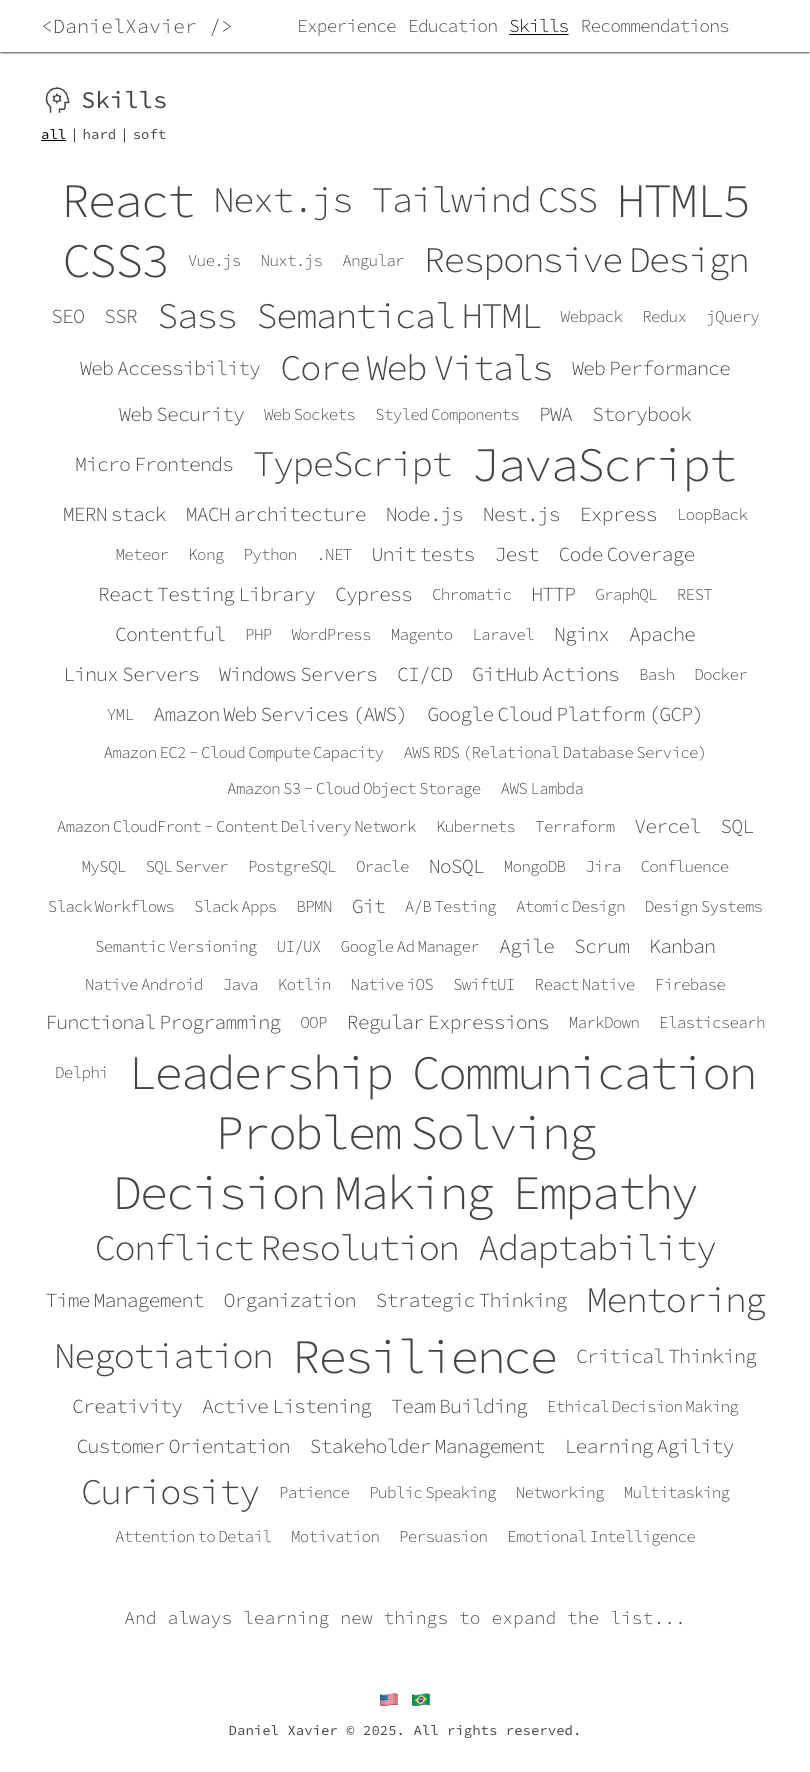 <DanielXavier /> Experience Education Skills Recommendations
Skills
all | hard | soft
React Next.js Tailwind CSS HTML5
CSS3 Vue.js Nuxt.js Angular Responsive Design
SEO SSR Sass Semantical HTML Webpack Redux jQuery
Web Accessibility Core Web Vitals Web Performance
Web Security Web Sockets Styled Components PWA Storybook
Micro Frontends TypeScript JavaScript
MERN stack MACH architecture Node.js Nest.js Express LoopBack
Meteor Kong Python .NET Unit tests Jest Code Coverage
React Testing Library Cypress Chromatic HTTP GraphQL REST
Contentful PHP WordPress Magento Laravel Nginx Apache
Linux Servers Windows Servers CI/CD GitHub Actions Bash Docker
YML Amazon Web Services (AWS) Google Cloud Platform (GCP)
Amazon EC2 - Cloud Compute Capacity AWS RDS (Relational Database Service)
Amazon S3 - Cloud Object Storage AWS Lambda
Amazon CloudFront - Content Delivery Network Kubernets Terraform Vercel SQL
MySQL SQL Server PostgreSQL Oracle NoSQL MongoDB Jira Confluence
Slack Workflows Slack Apps BPMN Git A/B Testing Atomic Design Design Systems
Semantic Versioning UI/UX Google Ad Manager Agile Scrum Kanban
Native Android Java Kotlin Native iOS SwiftUI React Native Firebase
Functional Programming OOP Regular Expressions MarkDown Elasticsearh
Delphi Leadership Communication
Problem Solving
Decision Making Empathy
Conflict Resolution Adaptability
Time Management Organization Strategic Thinking Mentoring
Negotiation Resilience Critical Thinking
Creativity Active Listening Team Building Ethical Decision Making
Customer Orientation Stakeholder Management Learning Agility
Curiosity Patience Public Speaking Networking Multitasking
Attention to Detail Motivation Persuasion Emotional Intelligence
And always learning new things to expand the list...
Daniel Xavier © 2025. All rights reserved.